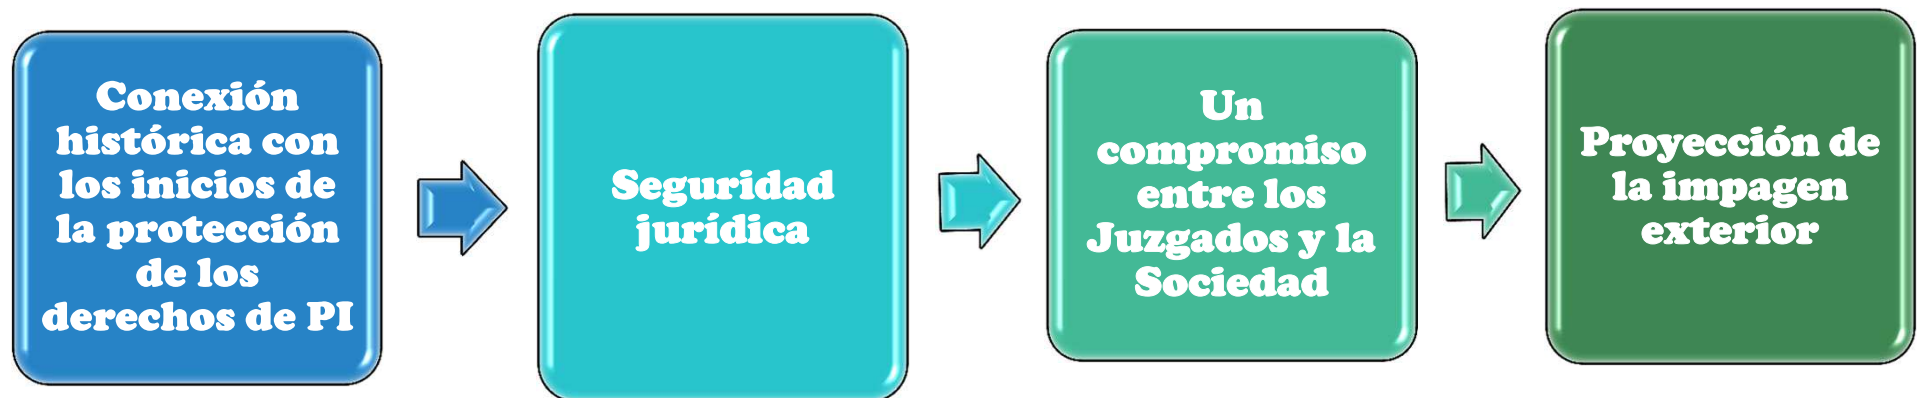 Conexión
histórica con
los inicios de
la protección
de los
derechos de PI
Seguridad
jurídica
Un
compromiso
entre los
Juzgados y la
Sociedad
Proyección de
la impagen
exterior